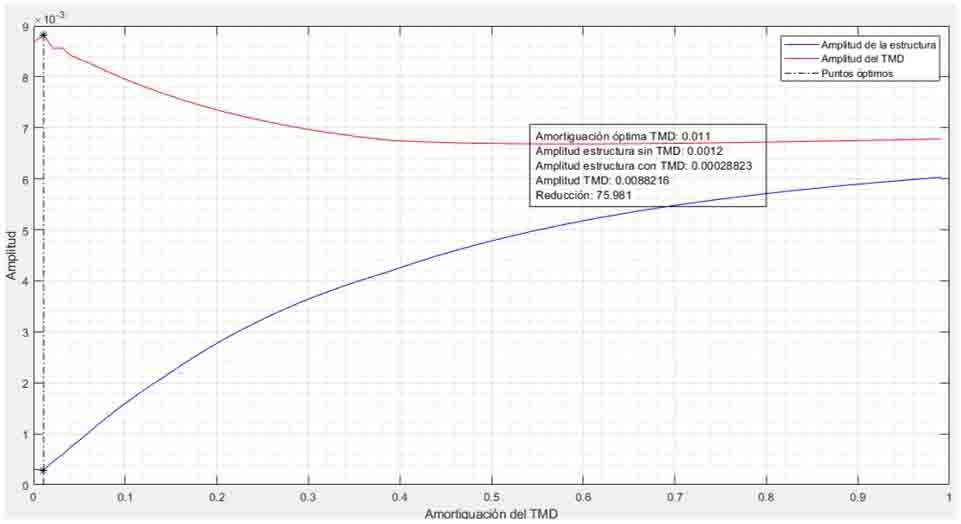 ×10⁻³
9
8
7
6
5
4
3
2
1
0
Amplitud
Amplitud de la estructura
Amplitud del TMD
Puntos óptimos
Amortiguación óptima TMD: 0.011
Amplitud estructura sin TMD: 0.0012
Amplitud estructura con TMD: 0.00028823
Amplitud TMD: 0.0088216
Reducción: 75.981
0 0.1 0.2 0.3 0.4 0.5 0.6 0.7 0.8 0.9 1
Amortiguación del TMD